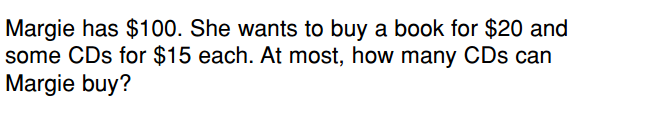 Margie has $100. She wants to buy a book for $20 and
some CDs for $15 each. At most, how many CDs can
Margie buy?